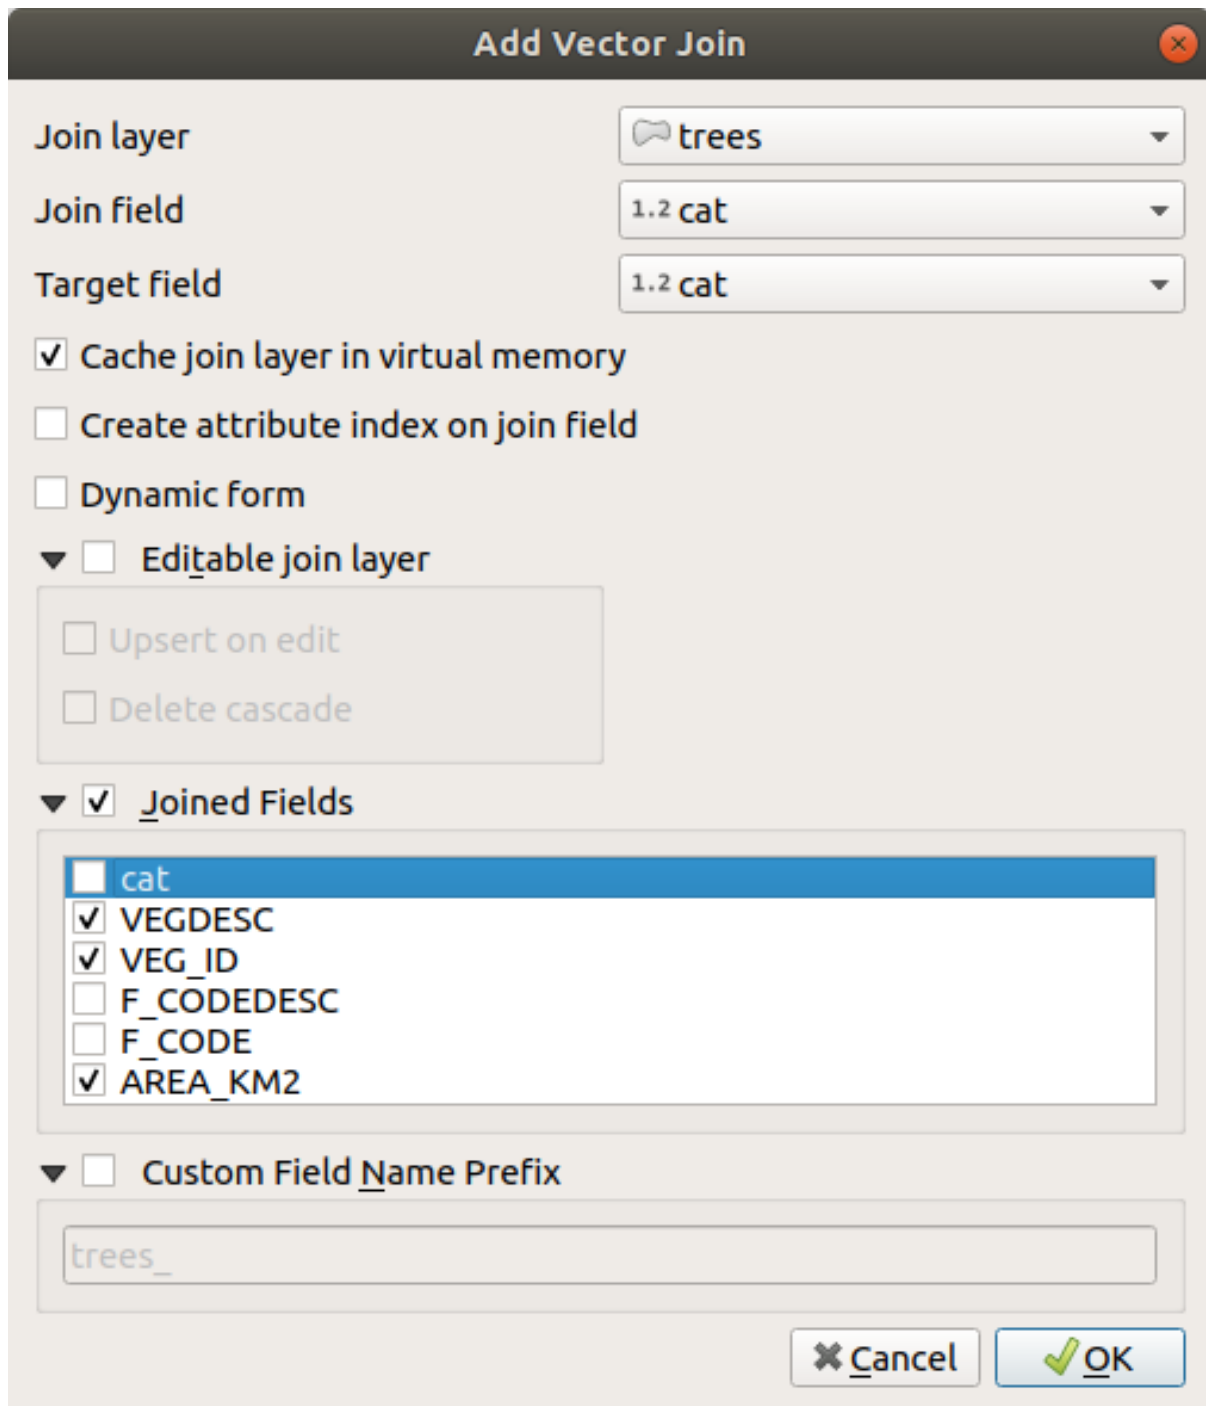 Add Vector Join
Join layer trees
Join field 1.2 cat
Target field 1.2 cat
Cache join layer in virtual memory
Create attribute index on join field
Dynamic form
Editable join layer
Upsert on edit
Delete cascade
Joined Fields
cat
VEGDESC
VEG_ID
F_CODEDESC
F_CODE
AREA_KM2
Custom Field Name Prefix
trees_
Cancel OK